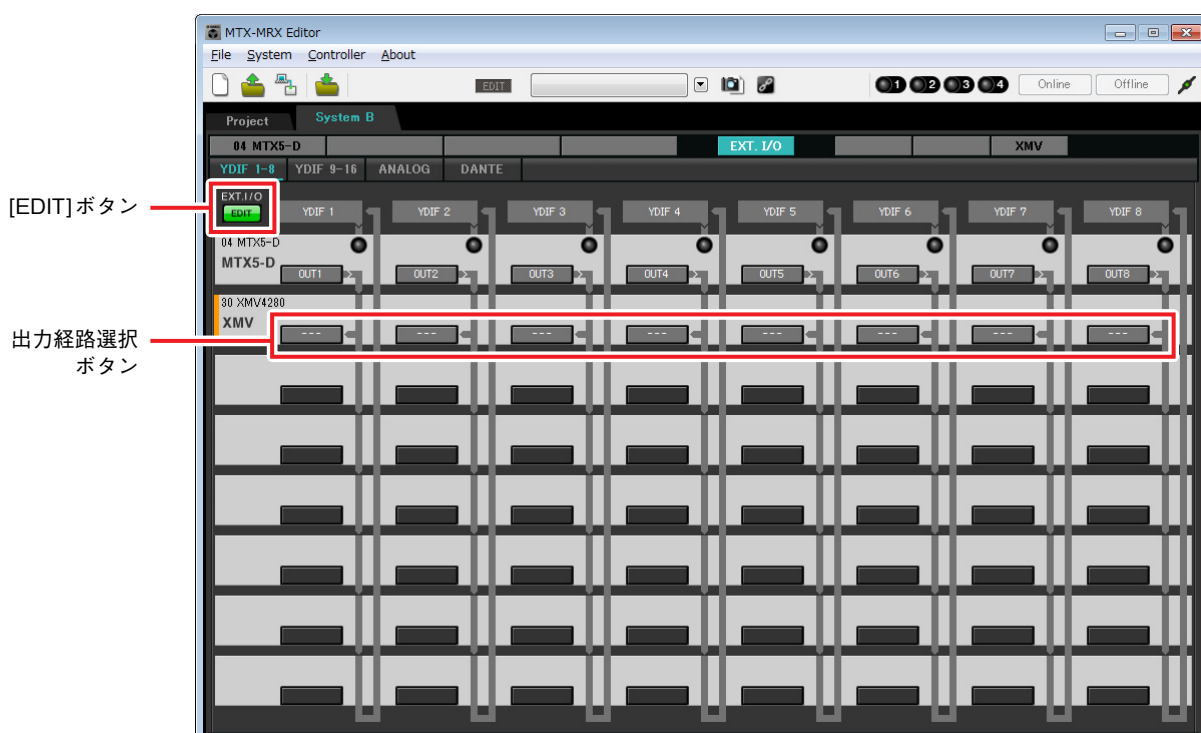 MTX-MRX Editor
File System Controller About
EDIT 1 2 3 4 Online Offline
Project System B
04 MTX5-D EXT. I/O XMV
YDIF 1-8 YDIF 9-16 ANALOG DANTE
[EDIT]ボタン
EXT.I/O
EDIT
YDIF 1 YDIF 2 YDIF 3 YDIF 4 YDIF 5 YDIF 6 YDIF 7 YDIF 8
04 MTX5-D
MTX5-D
OUT1 OUT2 OUT3 OUT4 OUT5 OUT6 OUT7 OUT8
30 XMV4280
XMV
--- --- --- --- --- --- --- ---
出力経路選択
ボタン